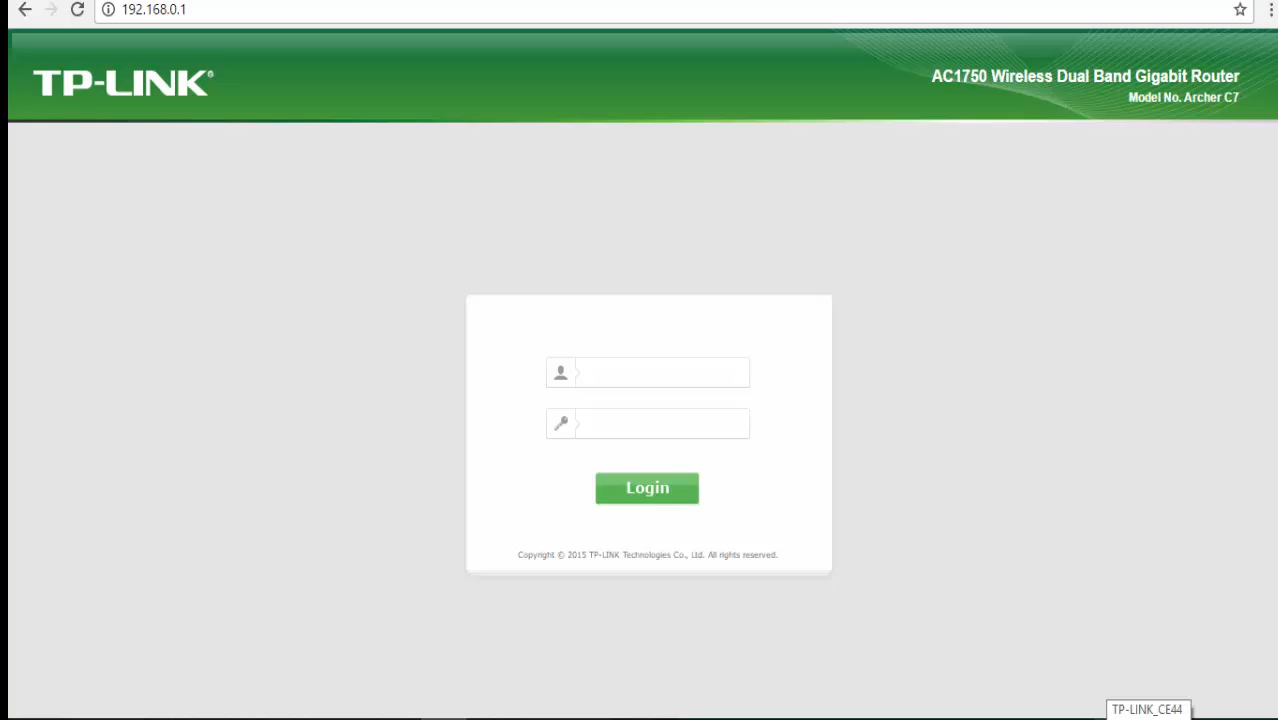 192.168.0.1
TP-LINK®
AC1750 Wireless Dual Band Gigabit Router
Model No. Archer C7
Login
Copyright © 2015 TP-LINK Technologies Co., Ltd. All rights reserved.
TP-LINK_CE44